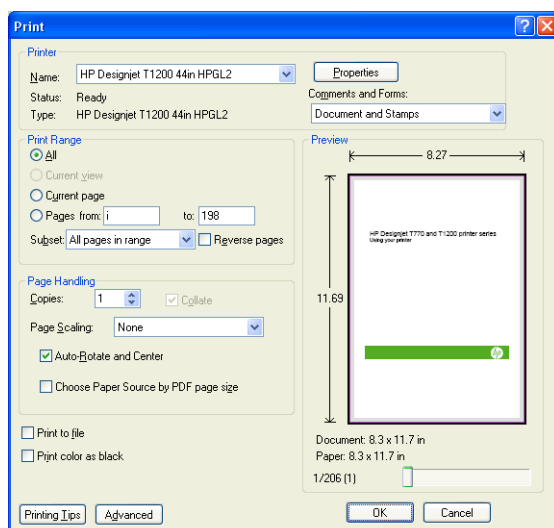 Print
Printer
Name: HP Designjet T1200 44in HPGL2 Properties
Status: Ready Comments and Forms:
Type: HP Designjet T1200 44in HPGL2 Document and Stamps
Print Range
All
Current view
Current page
Pages from: i to: 198
Subset: All pages in range Reverse pages
Page Handling
Copies: 1 Collate
Page Scaling: None
Auto-Rotate and Center
Choose Paper Source by PDF page size
Print to file
Print color as black
Preview
8.27
11.69
HP Designjet T770 and T1200 printer series
Using your printer
hp
Document: 8.3 x 11.7 in
Paper: 8.3 x 11.7 in
1/206 (1)
Printing Tips Advanced OK Cancel